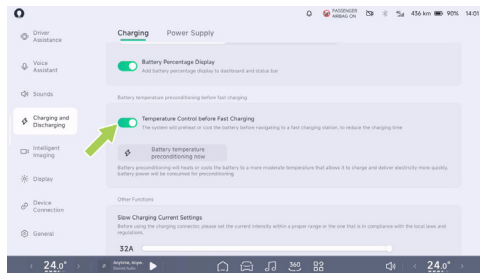 PASSENGER
AIRBAG ON
436 km
90%
14:01
Driver
Assistance
Voice
Assistant
Sounds
Charging and
Discharging
Intelligent
Imaging
Display
Device
Connection
General
Charging
Power Supply
Battery Percentage Display
Add battery percentage display to dashboard and status bar
Battery temperature preconditioning before fast charging
Temperature Control before Fast Charging
The system will preheat or cool the battery before navigating to a fast charging station, to reduce the charging time
Battery temperature
preconditioning now
Battery preconditioning will heats or cools the battery to a more moderate temperature that allows it to charge and deliver electricity more quickly,
battery power will be consumed for preconditioning
Other Functions
Slow Charging Current Settings
Before using the charging connector, please set the current intensity within a proper range or the one that is in compliance with the local laws and
regulations.
32A
24.0°
360
24.0°